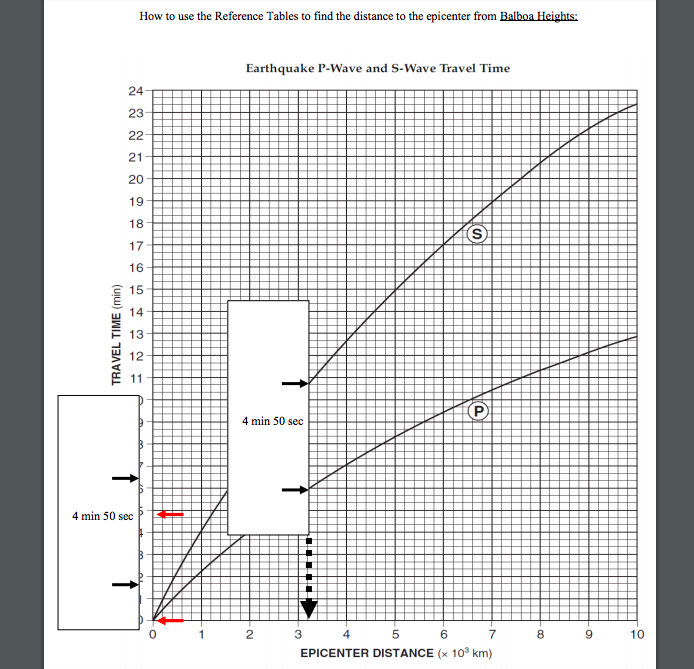 How to use the Reference Tables to find the distance to the epicenter from Balboa Heights:
Earthquake P-Wave and S-Wave Travel Time
24
23
22
21
20
19
18
17
16
15
14
13
12
11
TRAVEL TIME (min)
S
P
4 min 50 sec
4 min 50 sec
0 1 2 3 4 5 6 7 8 9 10
EPICENTER DISTANCE (× 10³ km)